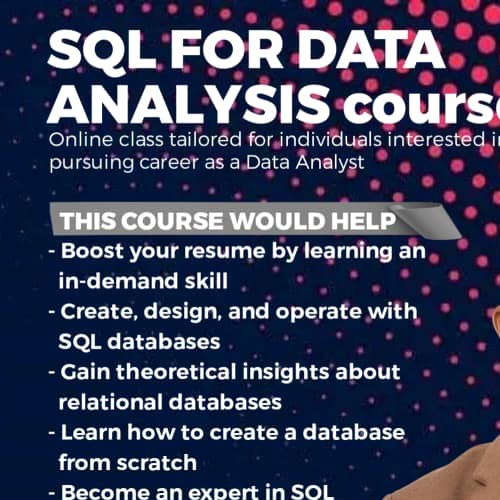 SQL FOR DATA
ANALYSIS cours
Online class tailored for individuals interested i
pursuing career as a Data Analyst
THIS COURSE WOULD HELP
- Boost your resume by learning an
in-demand skill
- Create, design, and operate with
SQL databases
- Gain theoretical insights about
relational databases
- Learn how to create a database
from scratch
- Become an expert in SQL